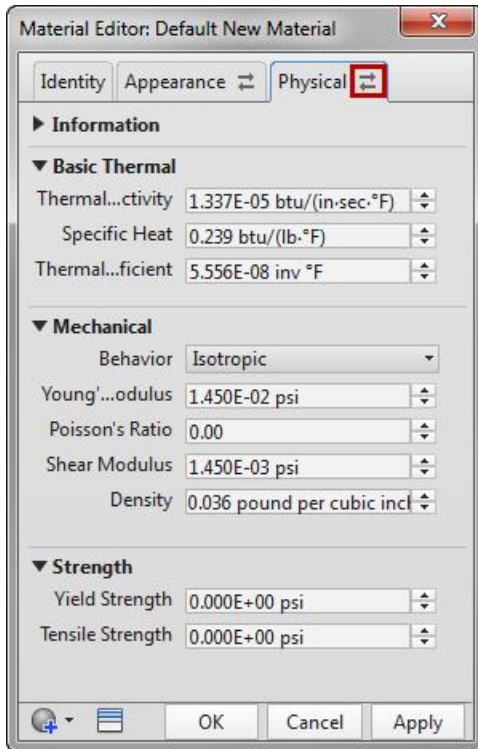 Material Editor: Default New Material
Identity Appearance Physical
Information
Basic Thermal
Thermal...ctivity 1.337E-05 btu/(in·sec·°F)
Specific Heat 0.239 btu/(lb·°F)
Thermal...ficient 5.556E-08 inv °F
Mechanical
Behavior Isotropic
Young'...odulus 1.450E-02 psi
Poisson's Ratio 0.00
Shear Modulus 1.450E-03 psi
Density 0.036 pound per cubic incl
Strength
Yield Strength 0.000E+00 psi
Tensile Strength 0.000E+00 psi
OK Cancel Apply